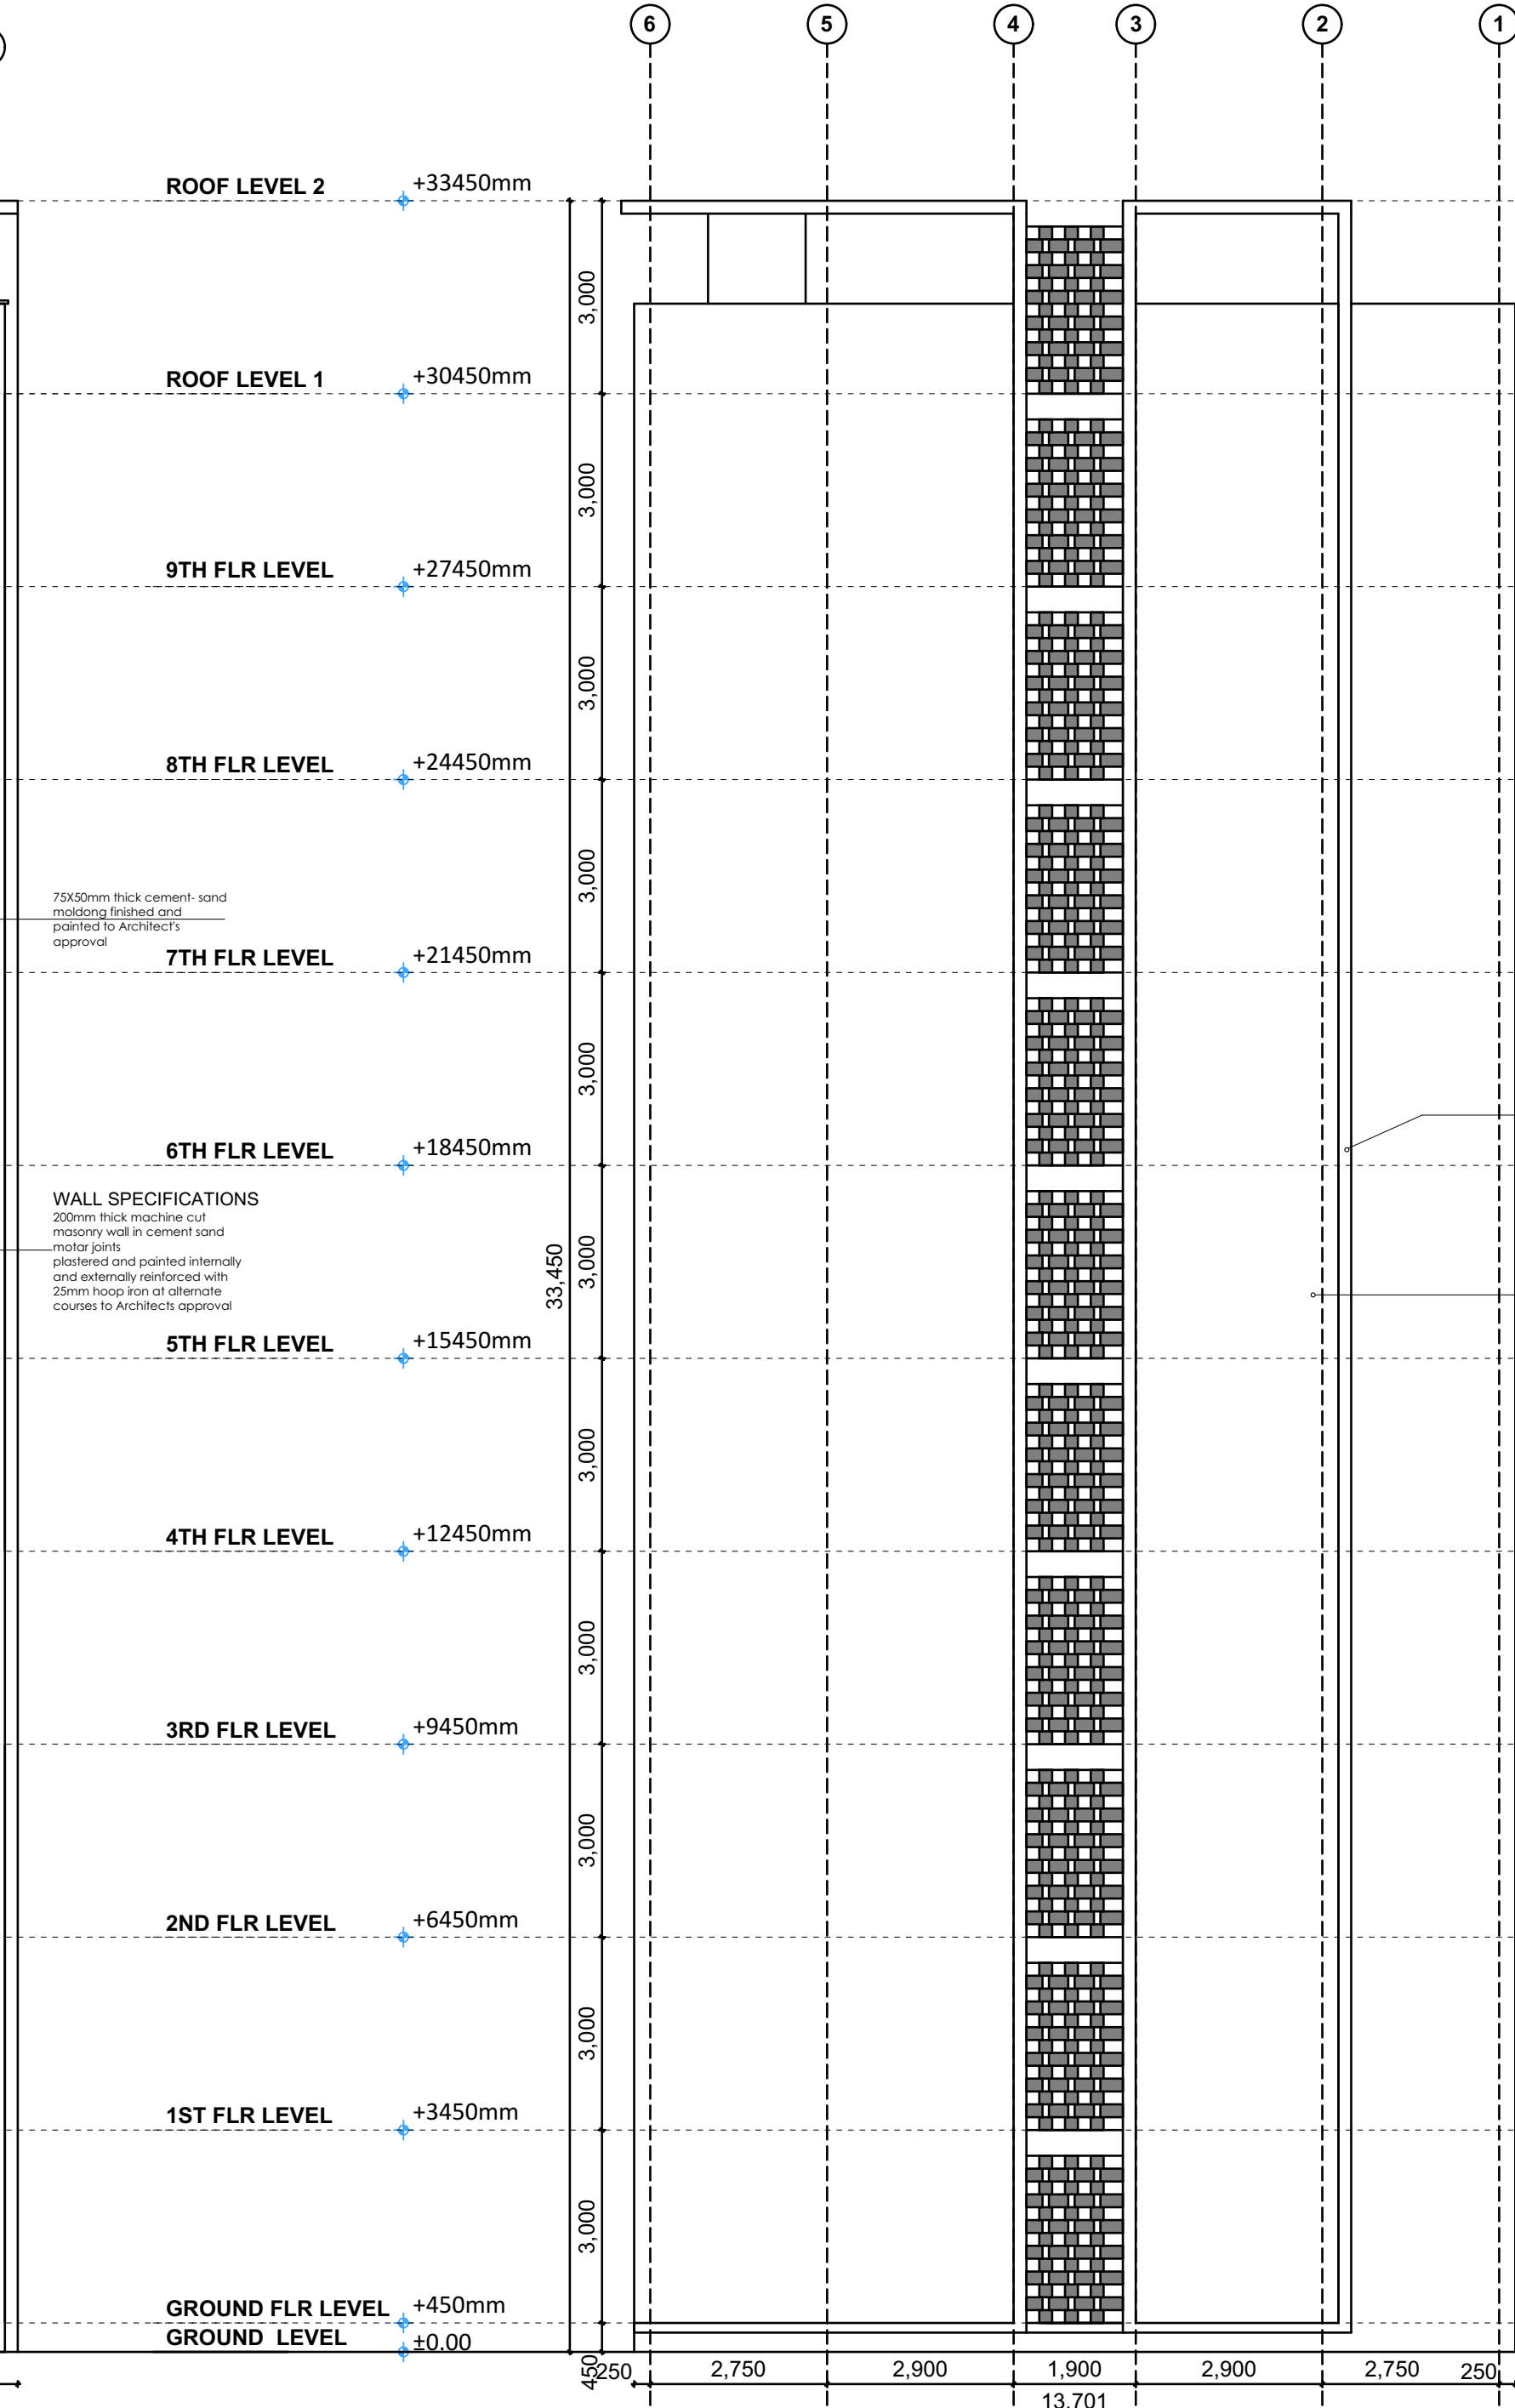 6 5 4 3 2 1
ROOF LEVEL 2 +33450mm
3,000
ROOF LEVEL 1 +30450mm
3,000
9TH FLR LEVEL +27450mm
3,000
8TH FLR LEVEL +24450mm
3,000
75X50mm thick cement- sand
moldong finished and
painted to Architect's
approval
7TH FLR LEVEL +21450mm
3,000
6TH FLR LEVEL +18450mm
WALL SPECIFICATIONS
200mm thick machine cut
masonry wall in cement sand
motar joints
plastered and painted internally
and externally reinforced with
25mm hoop iron at alternate
courses to Architects approval
33,450
3,000
5TH FLR LEVEL +15450mm
3,000
4TH FLR LEVEL +12450mm
3,000
3RD FLR LEVEL +9450mm
3,000
2ND FLR LEVEL +6450mm
3,000
1ST FLR LEVEL +3450mm
3,000
GROUND FLR LEVEL +450mm
GROUND LEVEL ±0.00
450
250 2,750 2,900 1,900 2,900 2,750 250
13,701